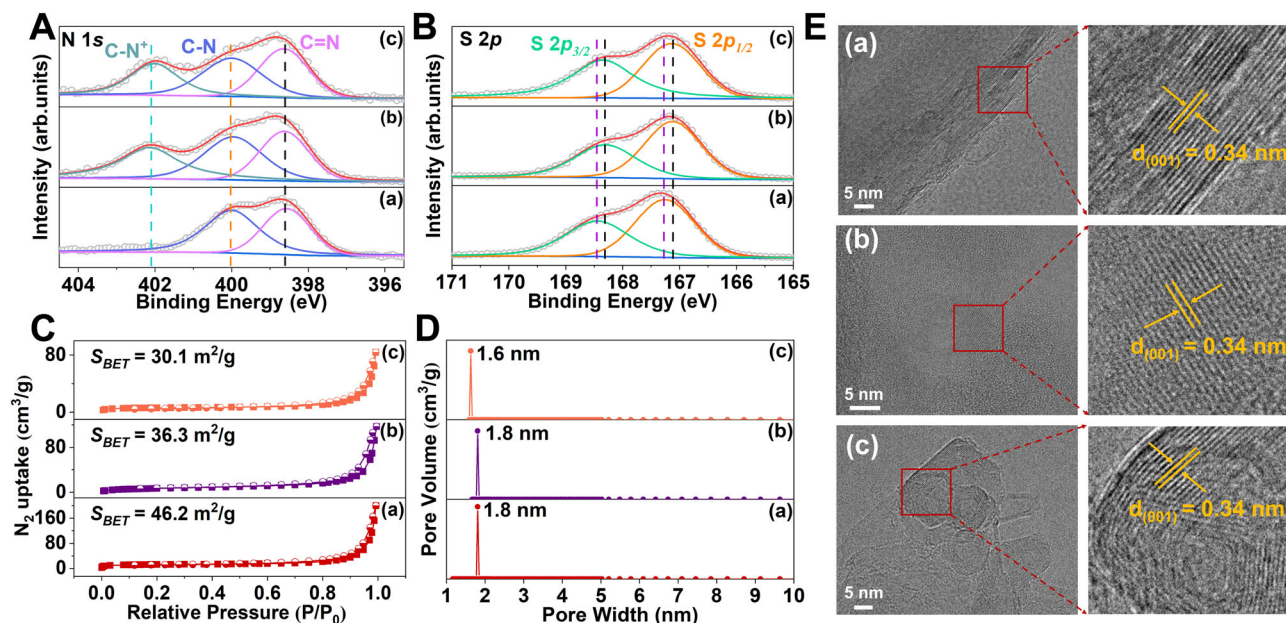 A
N 1s
C-N⁺
C-N
C=N
(c)
(b)
(a)
Intensity (arb.units)
404 402 400 398 396
Binding Energy (eV)
B
S 2p
S 2p₃/₂
S 2p₁/₂
(c)
(b)
(a)
Intensity (arb.units)
171 170 169 168 167 166 165
Binding Energy (eV)
C
S_BET = 30.1 m²/g
(c)
S_BET = 36.3 m²/g
(b)
S_BET = 46.2 m²/g
(a)
N₂ uptake (cm³/g)
80
0
80
0
160
80
0
0.0 0.2 0.4 0.6 0.8 1.0
Relative Pressure (P/P₀)
D
1.6 nm
(c)
1.8 nm
(b)
1.8 nm
(a)
Pore Volume (cm³/g)
1 2 3 4 5 6 7 8 9 10
Pore Width (nm)
E
(a)
5 nm
d(001) = 0.34 nm
(b)
5 nm
d(001) = 0.34 nm
(c)
5 nm
d(001) = 0.34 nm